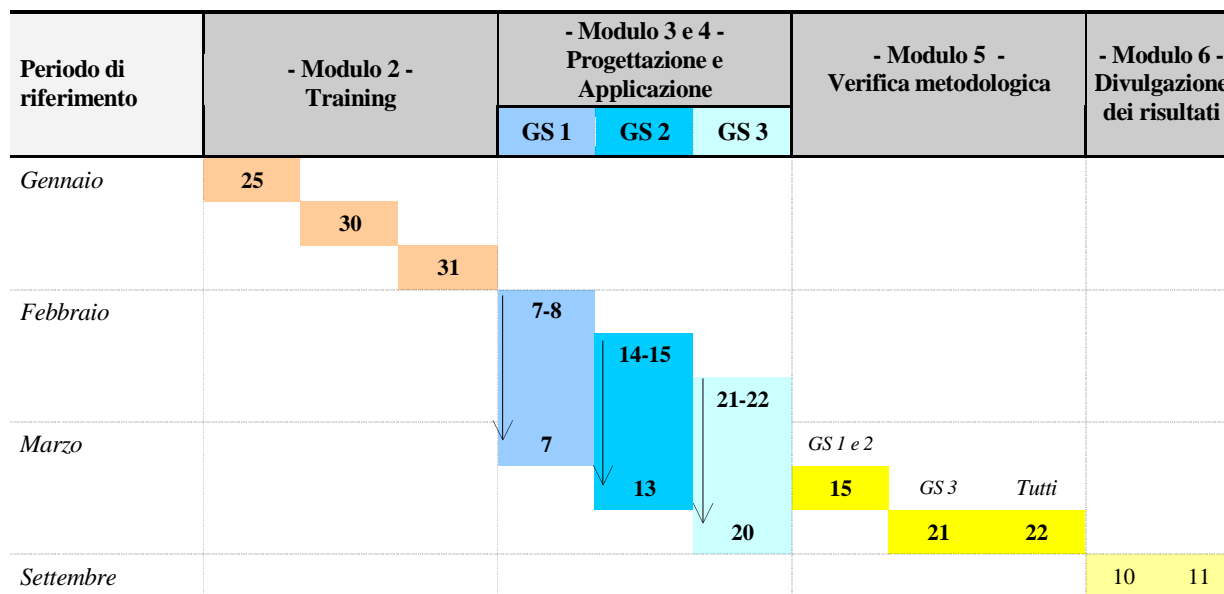 Periodo di
riferimento
- Modulo 2 -
Training
- Modulo 3 e 4 -
Progettazione e
Applicazione
GS 1 GS 2 GS 3
- Modulo 5 -
Verifica metodologica
- Modulo 6 -
Divulgazione
dei risultati
Gennaio 25
30
31
Febbraio 7-8
14-15
21-22
Marzo 7 GS 1 e 2
13 15 GS 3 Tutti
20 21 22
Settembre 10 11